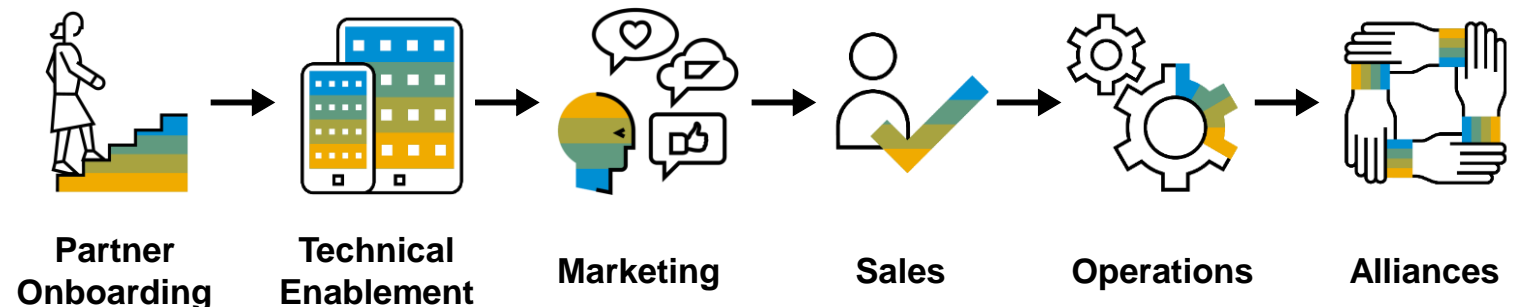 Partner
Onboarding
Technical
Enablement
Marketing
Sales
Operations
Alliances